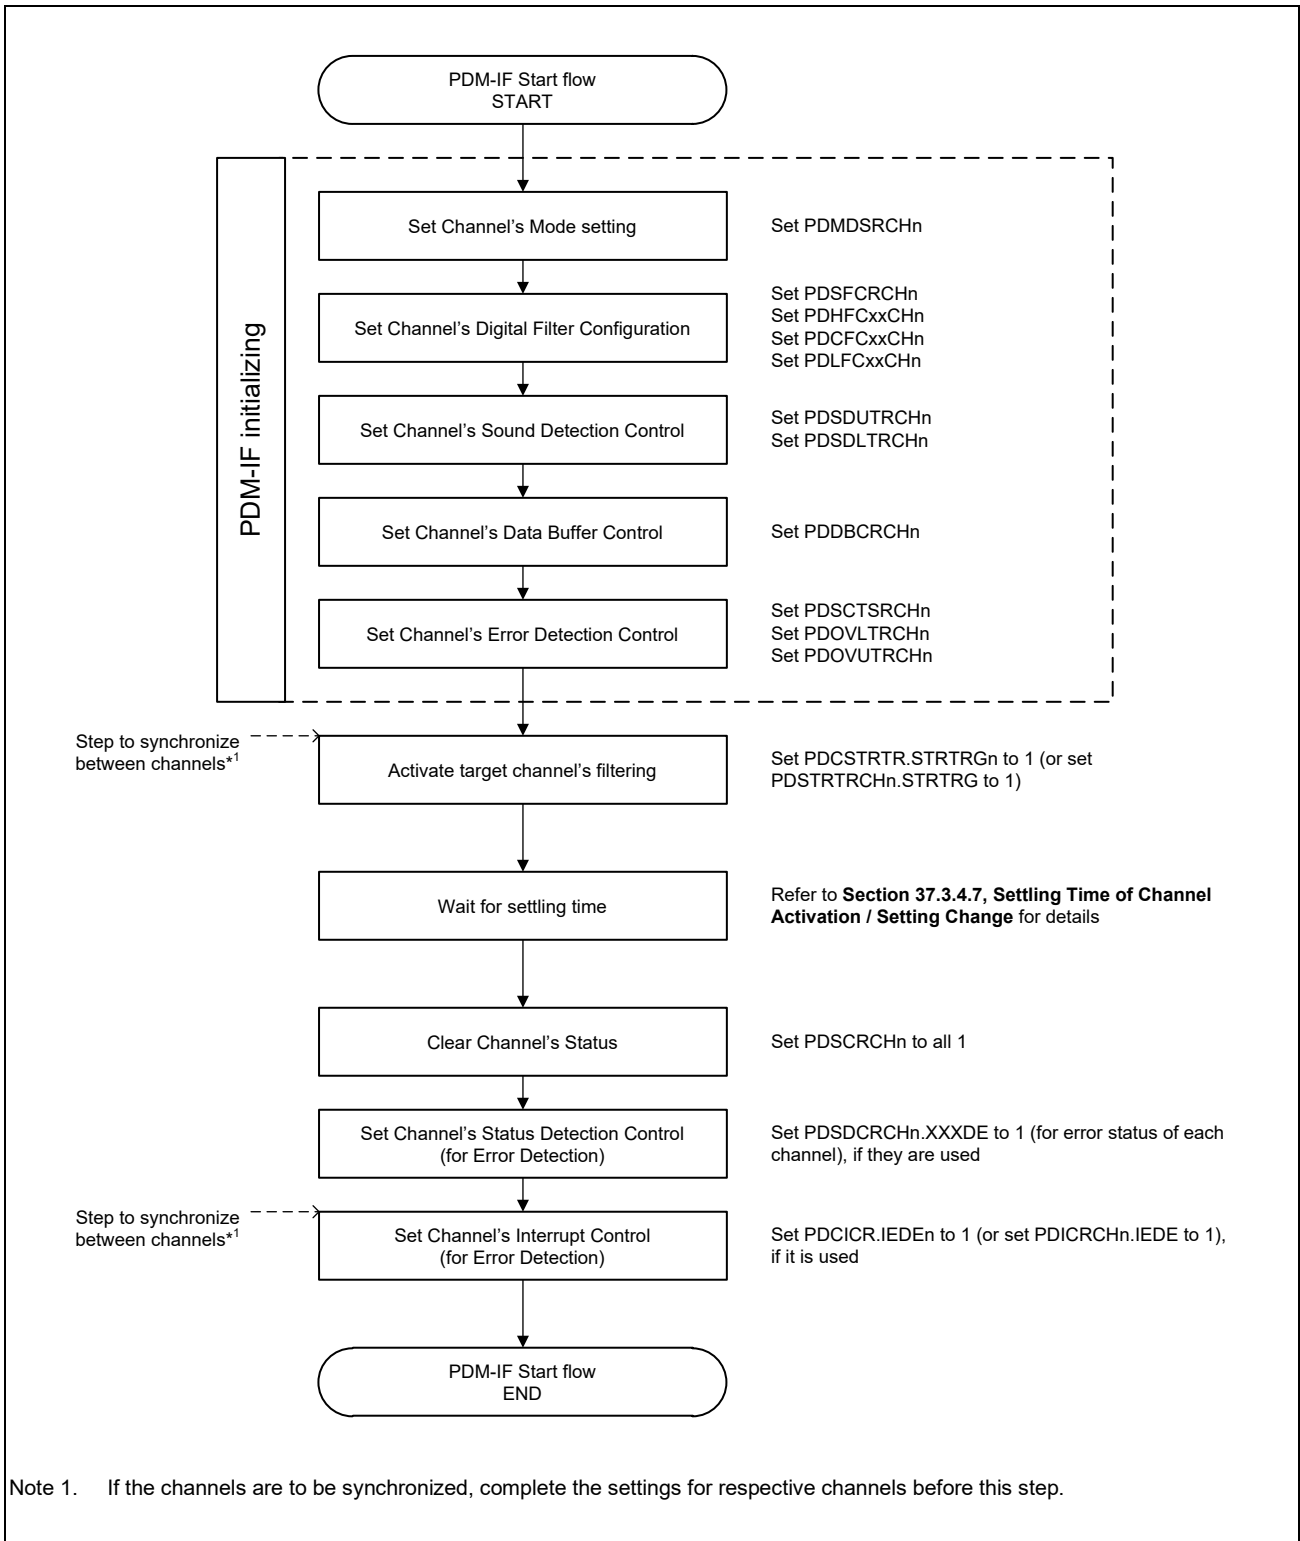 PDM-IF Start flow
START
PDM-IF initializing
Set Channel's Mode setting
Set PDMDSRCHn
Set Channel's Digital Filter Configuration
Set PDSFCRCHn
Set PDHFCxxCHn
Set PDCFCxxCHn
Set PDLFCxxCHn
Set Channel's Sound Detection Control
Set PDSDUTRCHn
Set PDSDLTRCHn
Set Channel's Data Buffer Control
Set PDDBCRCHn
Set Channel's Error Detection Control
Set PDSCTSRCHn
Set PDOVLTRCHn
Set PDOVUTRCHn
Step to synchronize
between channels*1
Activate target channel's filtering
Set PDCSTRTR.STRTRGn to 1 (or set
PDSTRTRCHn.STRTRG to 1)
Wait for settling time
Refer to Section 37.3.4.7, Settling Time of Channel
Activation / Setting Change for details
Clear Channel's Status
Set PDSCRCHn to all 1
Set Channel's Status Detection Control
(for Error Detection)
Set PDSDCRCHn.XXXDE to 1 (for error status of each
channel), if they are used
Step to synchronize
between channels*1
Set Channel's Interrupt Control
(for Error Detection)
Set PDCICR.IEDEn to 1 (or set PDICRCHn.IEDE to 1),
if it is used
PDM-IF Start flow
END
Note 1. If the channels are to be synchronized, complete the settings for respective channels before this step.